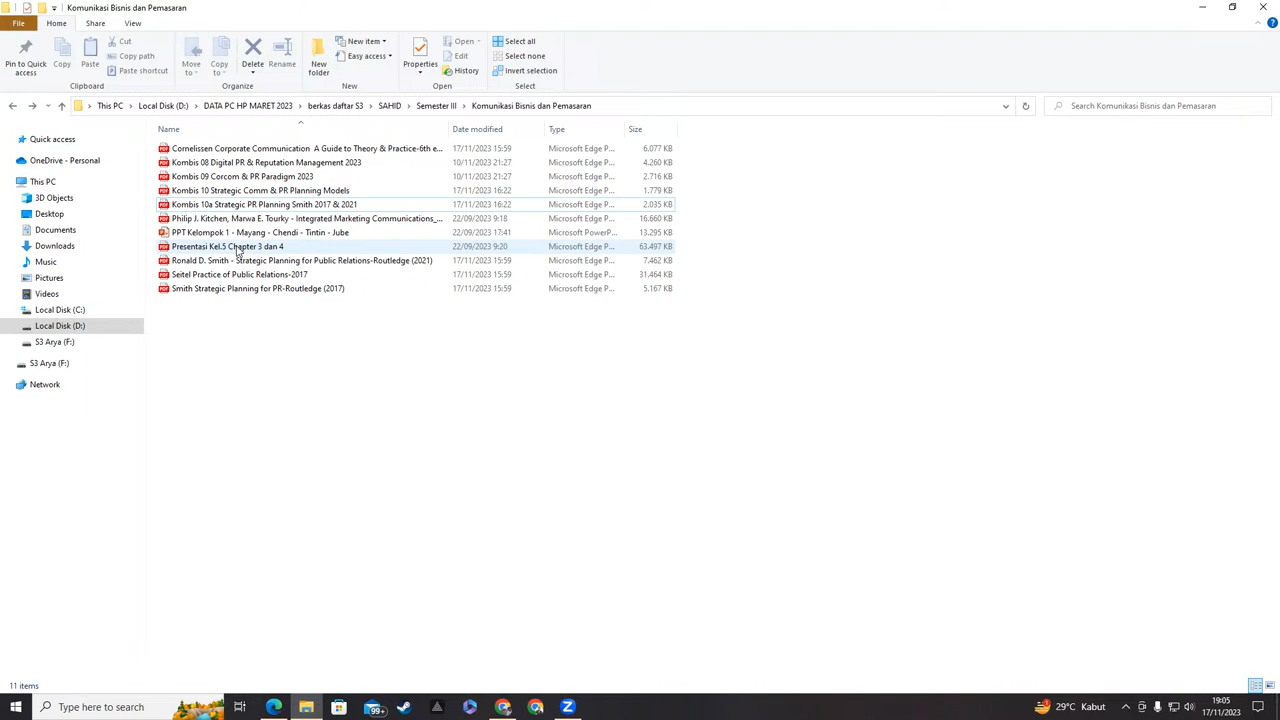 Komunikasi Bisnis dan Pemasaran
File Home Share View
Pin to Quick access
Copy
Paste
Cut
Copy path
Paste shortcut
Move to
Copy to
Delete
Rename
New folder
New item
Easy access
Properties
Open
Edit
History
Select all
Select none
Invert selection
Clipboard Organize New Open Select
This PC > Local Disk (D:) > DATA PC HP MARET 2023 > berkas daftar S3 > SAHID > Semester III > Komunikasi Bisnis dan Pemasaran
Search Komunikasi Bisnis dan Pemasaran
Quick access
OneDrive - Personal
This PC
3D Objects
Desktop
Documents
Downloads
Music
Pictures
Videos
Local Disk (C:)
Local Disk (D:)
S3 Arya (F:)
S3 Arya (F:)
Network
Name Date modified Type Size
Cornelissen Corporate Communication A Guide to Theory & Practice-6th e... 17/11/2023 15:59 Microsoft Edge P... 6.077 KB
Kombis 08 Digital PR & Reputation Management 2023 10/11/2023 21:27 Microsoft Edge P... 4.260 KB
Kombis 09 Corcom & PR Paradigm 2023 10/11/2023 21:27 Microsoft Edge P... 2.716 KB
Kombis 10 Strategic Comm & PR Planning Models 17/11/2023 16:22 Microsoft Edge P... 1.779 KB
Kombis 10a Strategic PR Planning Smith 2017 & 2021 17/11/2023 16:22 Microsoft Edge P... 2.035 KB
Philip J. Kitchen, Marwa E. Tourky - Integrated Marketing Communications_... 22/09/2023 9:18 Microsoft Edge P... 16.660 KB
PPT Kelompok 1 - Mayang - Chendi - Tintin - Jube 22/09/2023 17:41 Microsoft PowerP... 13.295 KB
Presentasi Kel.5 Chapter 3 dan 4 22/09/2023 9:20 Microsoft Edge P... 63.497 KB
Ronald D. Smith - Strategic Planning for Public Relations-Routledge (2021) 17/11/2023 15:59 Microsoft Edge P... 7.462 KB
Seitel Practice of Public Relations-2017 17/11/2023 15:59 Microsoft Edge P... 31.464 KB
Smith Strategic Planning for PR-Routledge (2017) 17/11/2023 15:59 Microsoft Edge P... 5.167 KB
11 items
Type here to search
99+
29°C Kabut
19:05
17/11/2023